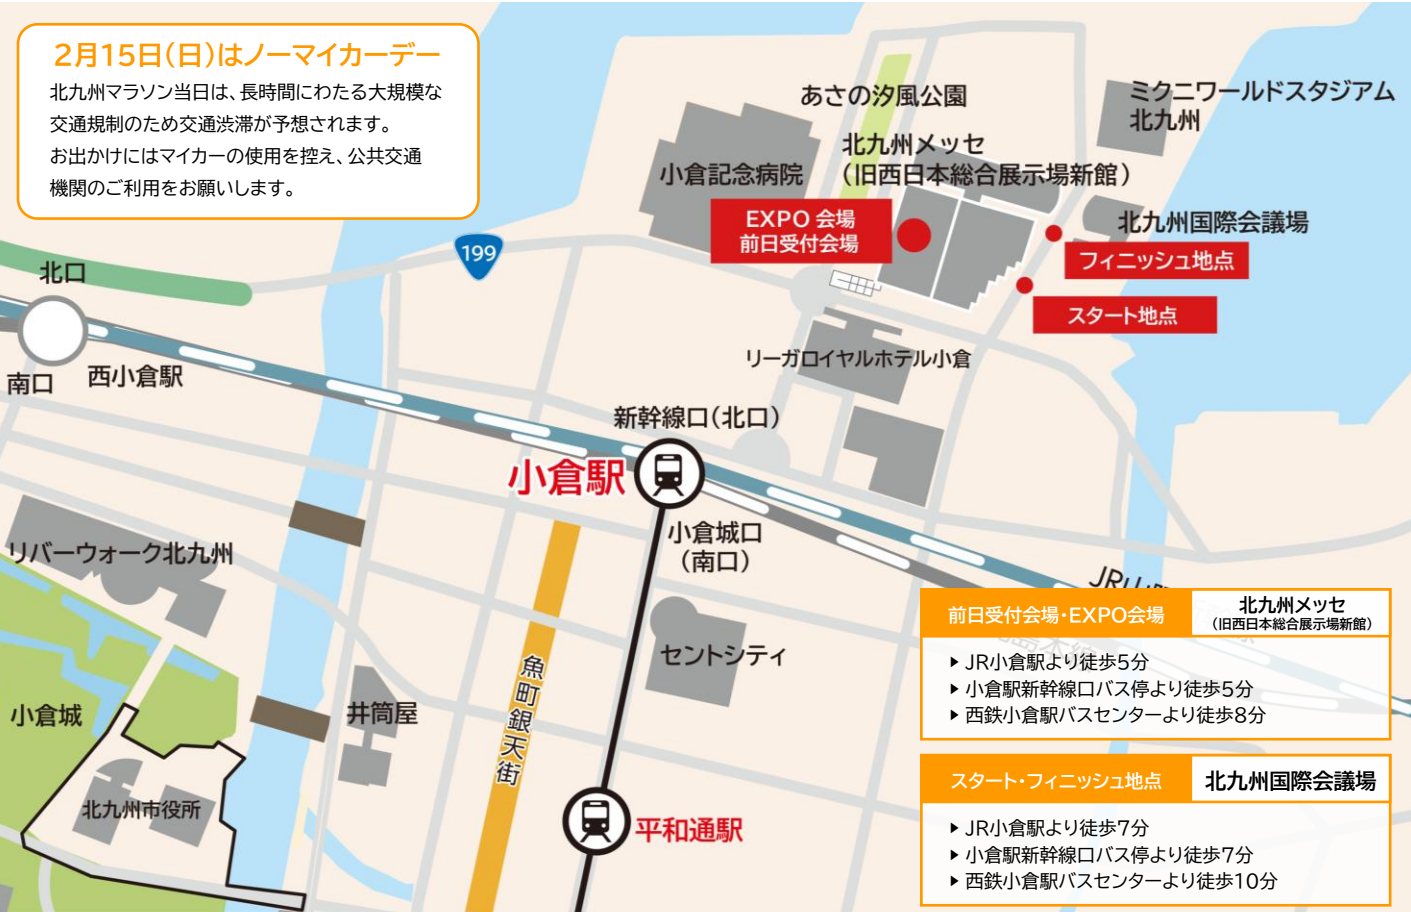 2月15日(日)はノーマイカーデー
北九州マラソン当日は、長時間にわたる大規模な
交通規制のため交通渋滞が予想されます。
お出かけにはマイカーの使用を控え、公共交通
機関のご利用をお願いします。
あさの汐風公園
ミクニワールドスタジアム
北九州
北九州メッセ
(旧西日本総合展示場新館)
小倉記念病院
EXPO 会場
前日受付会場
北九州国際会議場
フィニッシュ地点
スタート地点
199
北口
南口
西小倉駅
リーガロイヤルホテル小倉
新幹線口(北口)
小倉駅
小倉城口
(南口)
リバーウォーク北九州
セントシティ
魚町銀天街
小倉城
井筒屋
北九州市役所
平和通駅
前日受付会場・EXPO会場
北九州メッセ
(旧西日本総合展示場新館)
▶ JR小倉駅より徒歩5分
▶ 小倉駅新幹線口バス停より徒歩5分
▶ 西鉄小倉駅バスセンターより徒歩8分
スタート・フィニッシュ地点
北九州国際会議場
▶ JR小倉駅より徒歩7分
▶ 小倉駅新幹線口バス停より徒歩7分
▶ 西鉄小倉駅バスセンターより徒歩10分